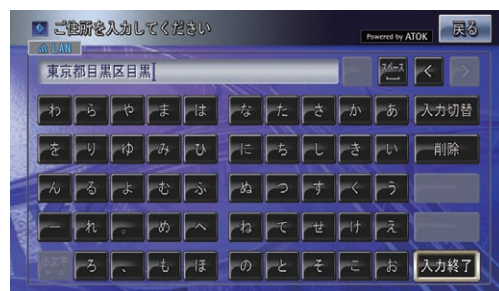 ご住所を入力してください
Powered by ATOK
戻る
LAN
東京都目黒区目黒
スペース
< >
わ ら や ま は な た さ か あ 入力切替
を り ゆ み ひ に ち し き い 削除
ん る よ む ふ ぬ つ す く う
ー れ 。 め へ ね て せ け え
小文字 ろ 、 も ほ の と そ こ お 入力終了